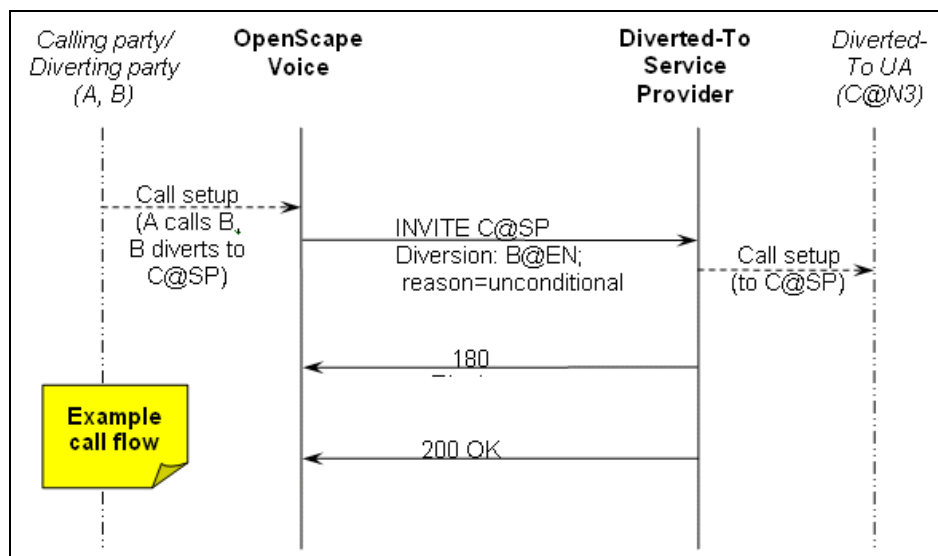 Calling party/
Diverting party
(A, B)
OpenScape
Voice
Diverted-To
Service
Provider
Diverted-
To UA
(C@N3)
Call setup
(A calls B,
B diverts to
C@SP)
INVITE C@SP
Diversion: B@EN;
reason=unconditional
Call setup
(to C@SP)
180
Example
call flow
200 OK